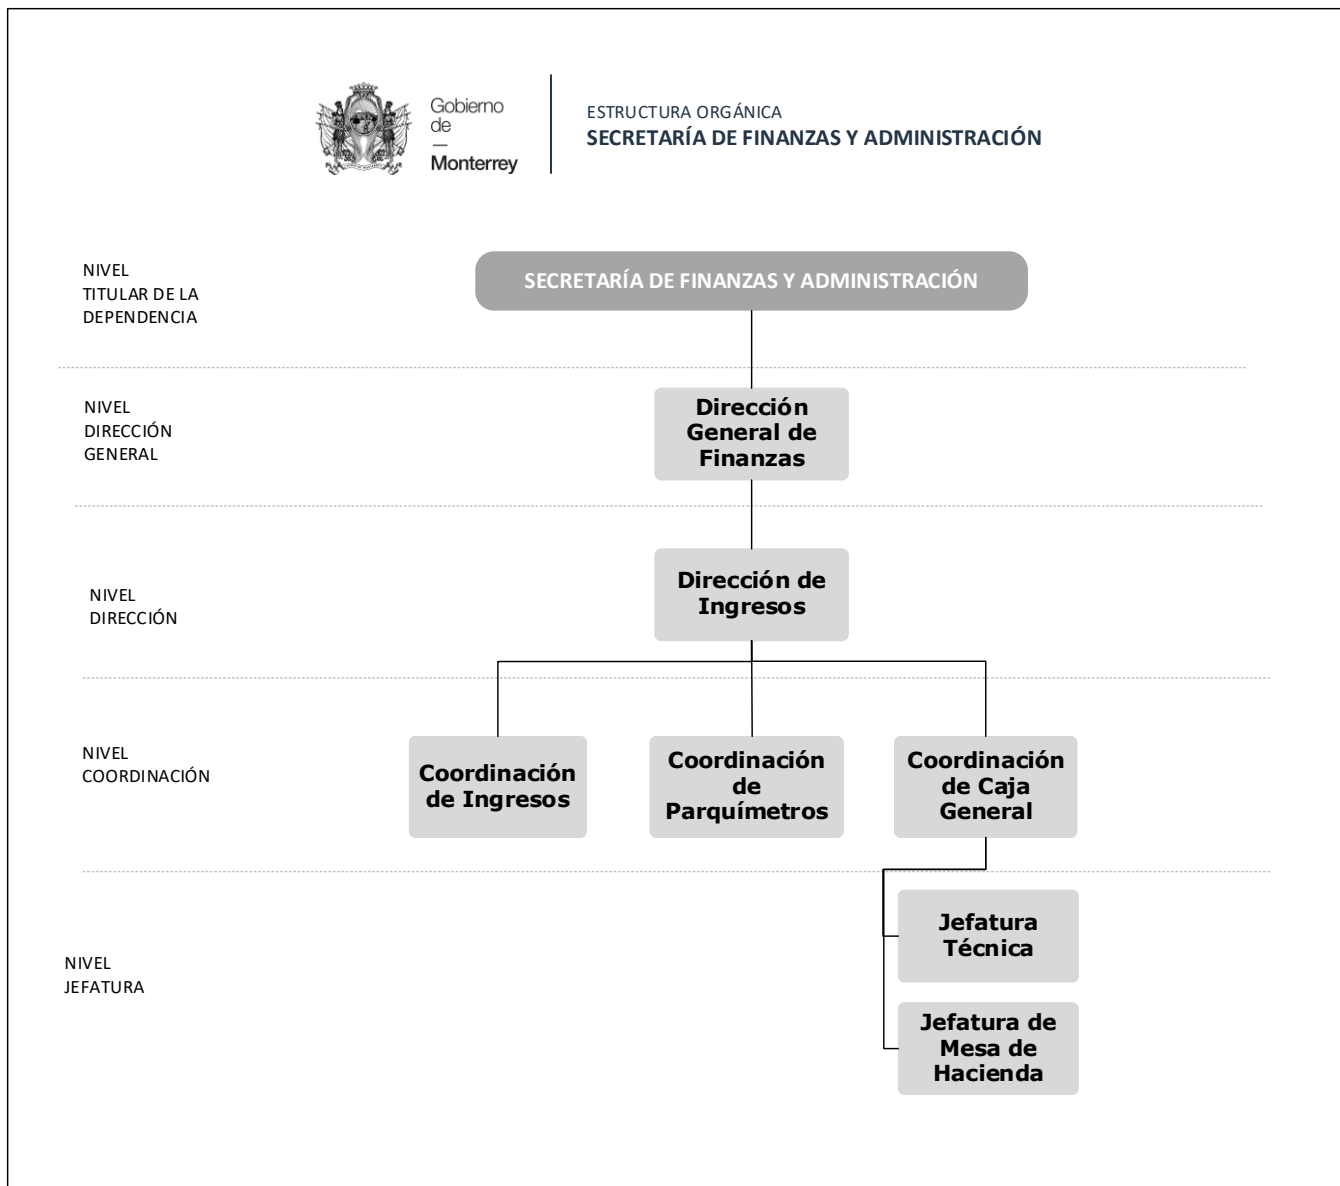 Gobierno
de
—
Monterrey
ESTRUCTURA ORGÁNICA
SECRETARÍA DE FINANZAS Y ADMINISTRACIÓN
NIVEL
TITULAR DE LA
DEPENDENCIA
SECRETARÍA DE FINANZAS Y ADMINISTRACIÓN
NIVEL
DIRECCIÓN
GENERAL
Dirección
General de
Finanzas
NIVEL
DIRECCIÓN
Dirección de
Ingresos
NIVEL
COORDINACIÓN
Coordinación
de Ingresos
Coordinación
de
Parquímetros
Coordinación
de Caja
General
NIVEL
JEFATURA
Jefatura
Técnica
Jefatura de
Mesa de
Hacienda